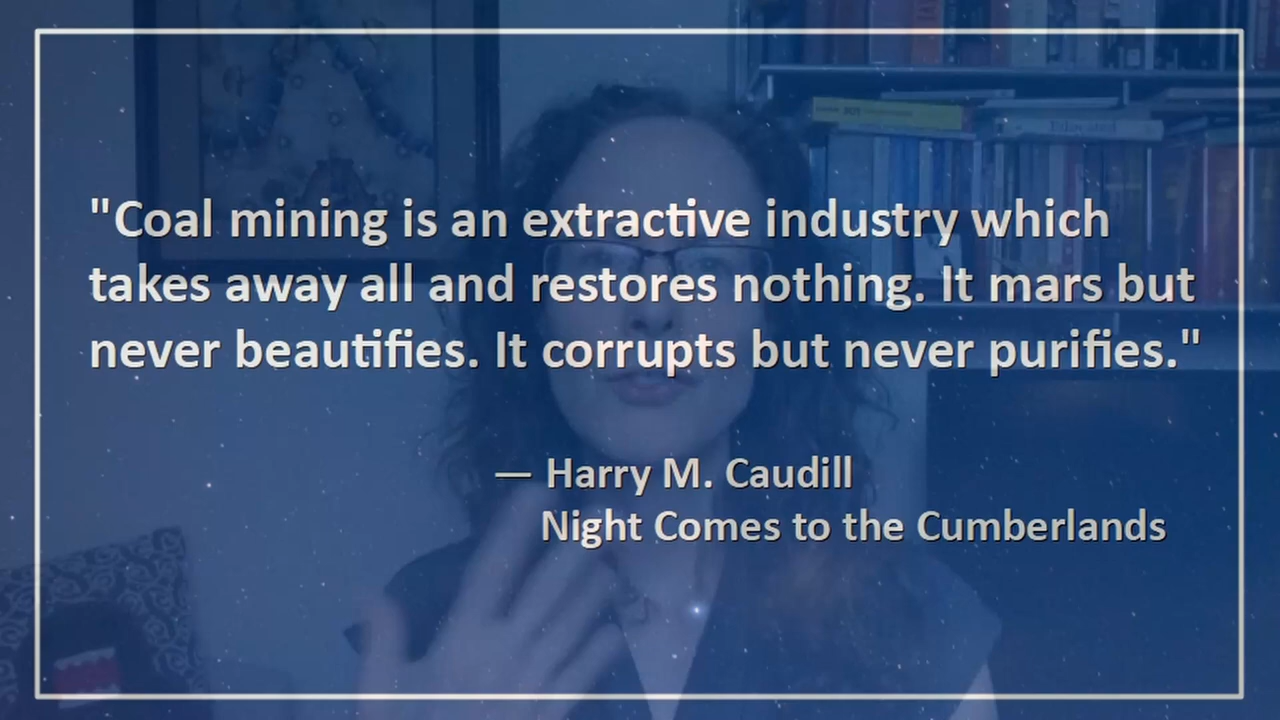 "Coal mining is an extractive industry which
takes away all and restores nothing. It mars but
never beautifies. It corrupts but never purifies."
— Harry M. Caudill
Night Comes to the Cumberlands